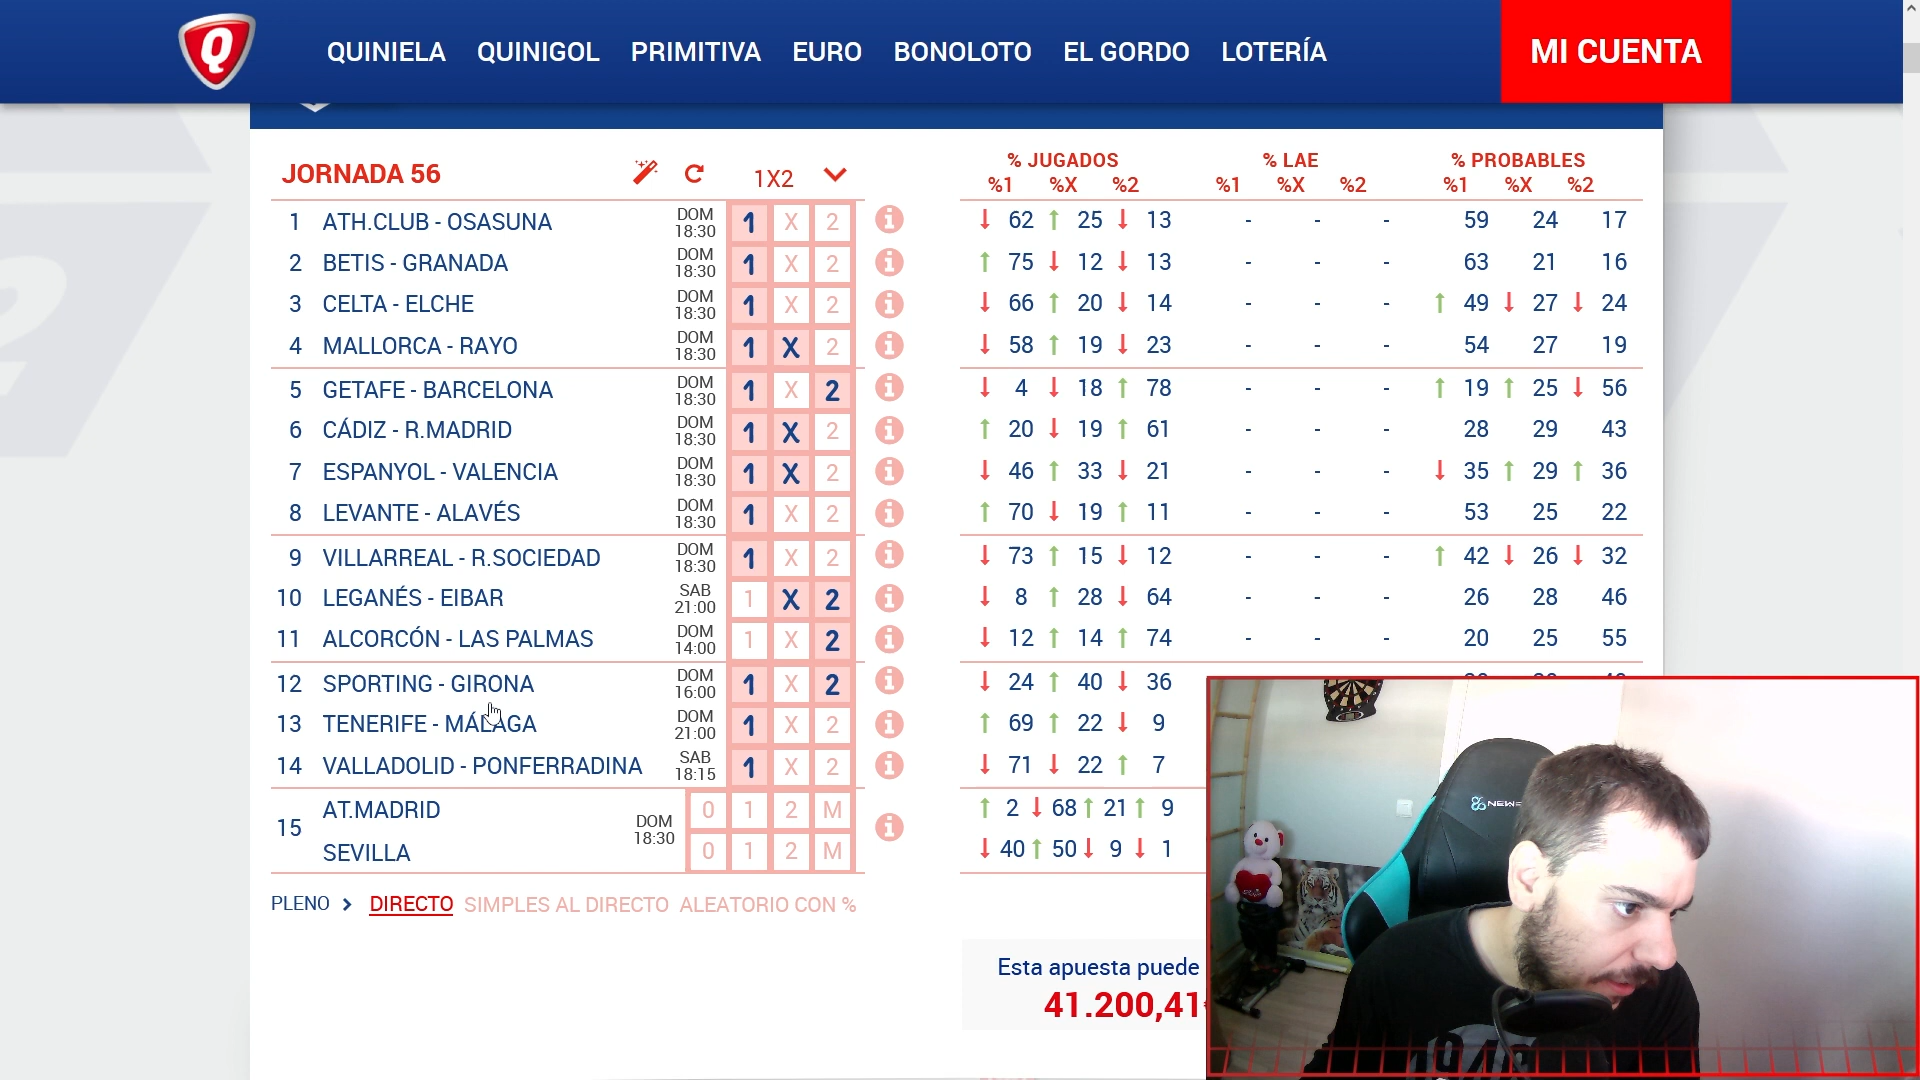 Q QUINIELA QUINIGOL PRIMITIVA EURO BONOLOTO EL GORDO LOTERÍA MI CUENTA
% JUGADOS % LAE % PROBABLES
JORNADA 56 1X2 %1 %X %2 %1 %X %2 %1 %X %2
1 ATH.CLUB - OSASUNA DOM 18:30 1 X 2 62 25 13 - - - 59 24 17
2 BETIS - GRANADA DOM 18:30 1 X 2 75 12 13 - - - 63 21 16
3 CELTA - ELCHE DOM 18:30 1 X 2 66 20 14 - - - 49 27 24
4 MALLORCA - RAYO DOM 18:30 1 X 2 58 19 23 - - - 54 27 19
5 GETAFE - BARCELONA DOM 18:30 1 X 2 4 18 78 - - - 19 25 56
6 CÁDIZ - R.MADRID DOM 18:30 1 X 2 20 19 61 - - - 28 29 43
7 ESPANYOL - VALENCIA DOM 18:30 1 X 2 46 33 21 - - - 35 29 36
8 LEVANTE - ALAVÉS DOM 18:30 1 X 2 70 19 11 - - - 53 25 22
9 VILLARREAL - R.SOCIEDAD DOM 18:30 1 X 2 73 15 12 - - - 42 26 32
10 LEGANÉS - EIBAR SAB 21:00 1 X 2 8 28 64 - - - 26 28 46
11 ALCORCÓN - LAS PALMAS DOM 14:00 1 X 2 12 14 74 - - - 20 25 55
12 SPORTING - GIRONA DOM 16:00 1 X 2 24 40 36
13 TENERIFE - MÁLAGA DOM 21:00 1 X 2 69 22 9
14 VALLADOLID - PONFERRADINA SAB 18:15 1 X 2 71 22 7
15 AT.MADRID DOM 18:30 0 1 2 M 2 68 21 9
SEVILLA 0 1 2 M 40 50 9 1
PLENO > DIRECTO SIMPLES AL DIRECTO ALEATORIO CON %
Esta apuesta puede
41.200,41